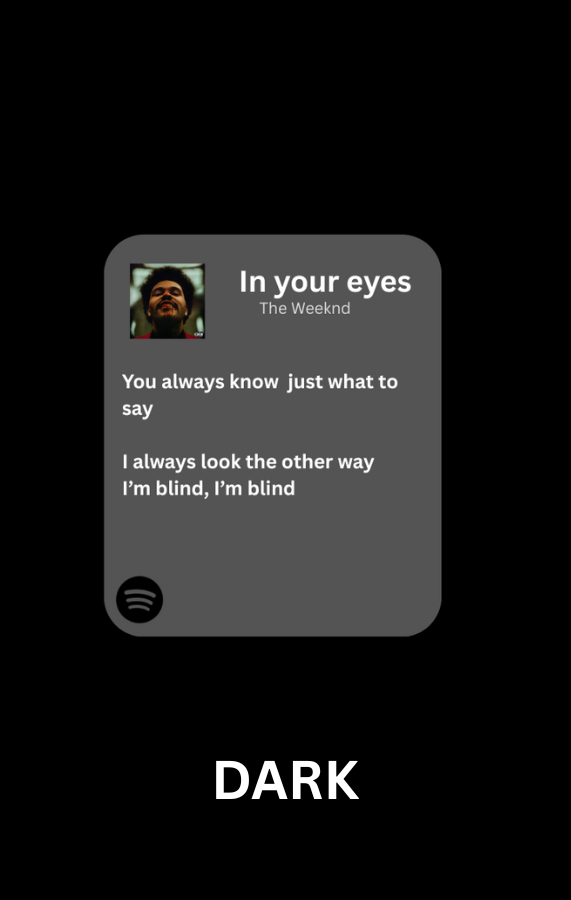 In your eyes
The Weeknd
You always know just what to
say
I always look the other way
I'm blind, I'm blind
DARK